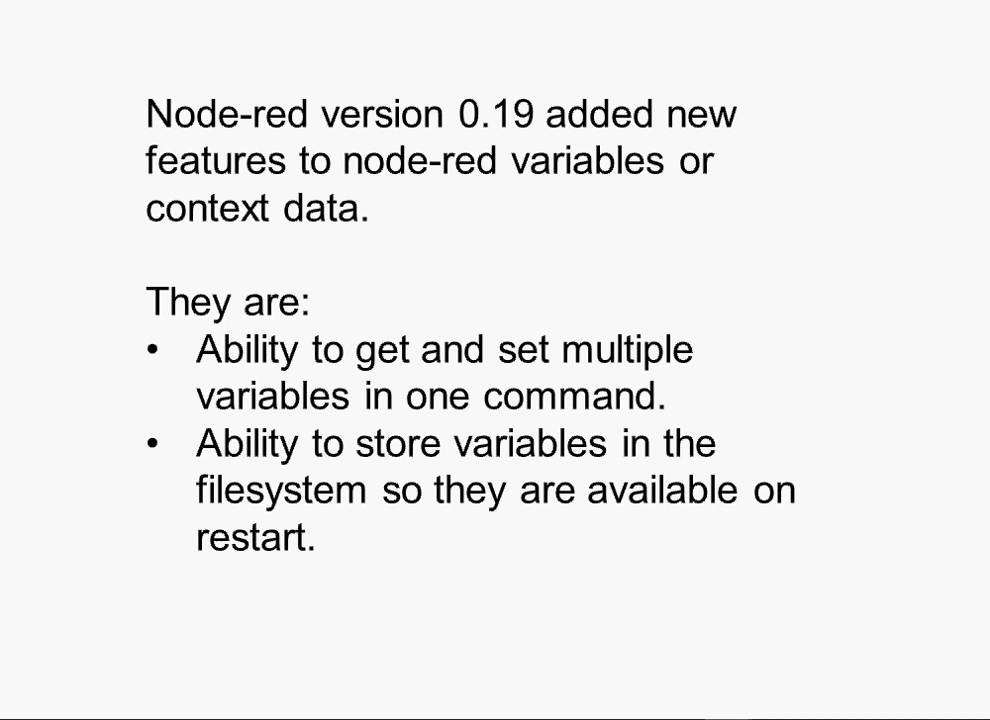 Node-red version 0.19 added new
features to node-red variables or
context data.
They are:
• Ability to get and set multiple
variables in one command.
• Ability to store variables in the
filesystem so they are available on
restart.